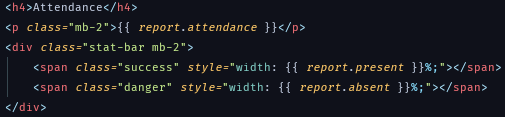 <h4>Attendance</h4>
<p class="mb-2">{{ report.attendance }}</p>
<div class="stat-bar mb-2">
<span class="success" style="width: {{ report.present }}%;"></span>
<span class="danger" style="width: {{ report.absent }}%;"></span>
</div>